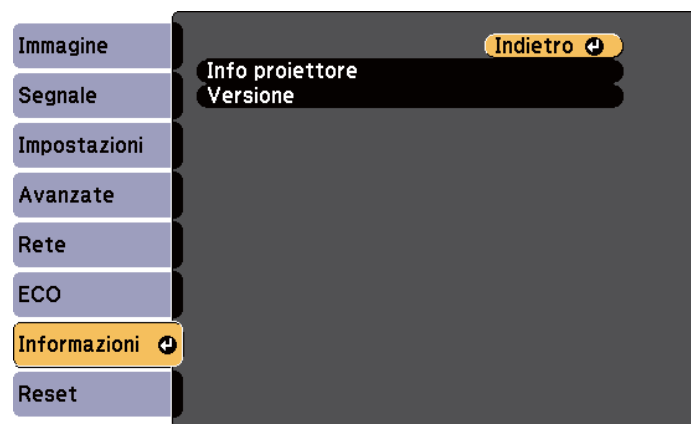 Immagine
Segnale
Impostazioni
Avanzate
Rete
ECO
Informazioni
Reset
Indietro
Info proiettore
Versione